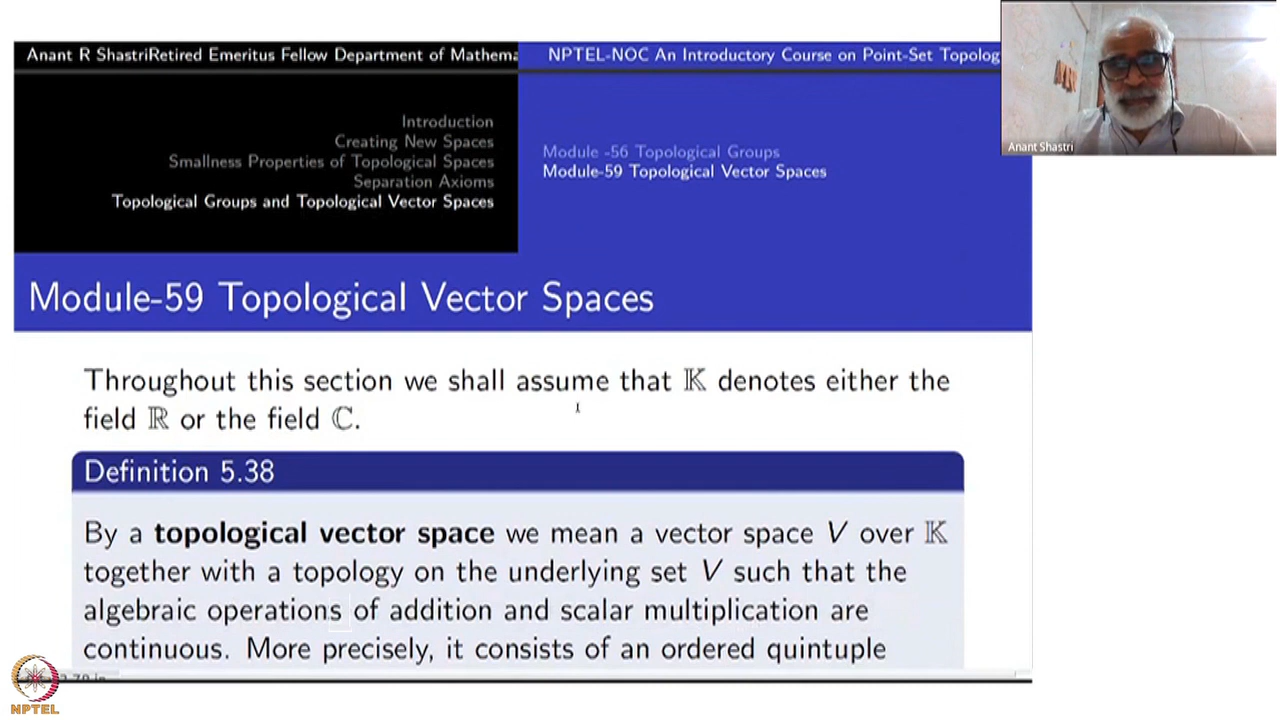 Anant R ShastriRetired Emeritus Fellow Department of Mathema
NPTEL-NOC An Introductory Course on Point-Set Topolog
Introduction
Creating New Spaces
Smallness Properties of Topological Spaces
Separation Axioms
Topological Groups and Topological Vector Spaces
Module -56 Topological Groups
Module-59 Topological Vector Spaces
Anant Shastri
Module-59 Topological Vector Spaces
Throughout this section we shall assume that 𝕂 denotes either the
field ℝ or the field ℂ.
Definition 5.38
By a topological vector space we mean a vector space V over 𝕂
together with a topology on the underlying set V such that the
algebraic operations of addition and scalar multiplication are
continuous. More precisely, it consists of an ordered quintuple
NPTEL